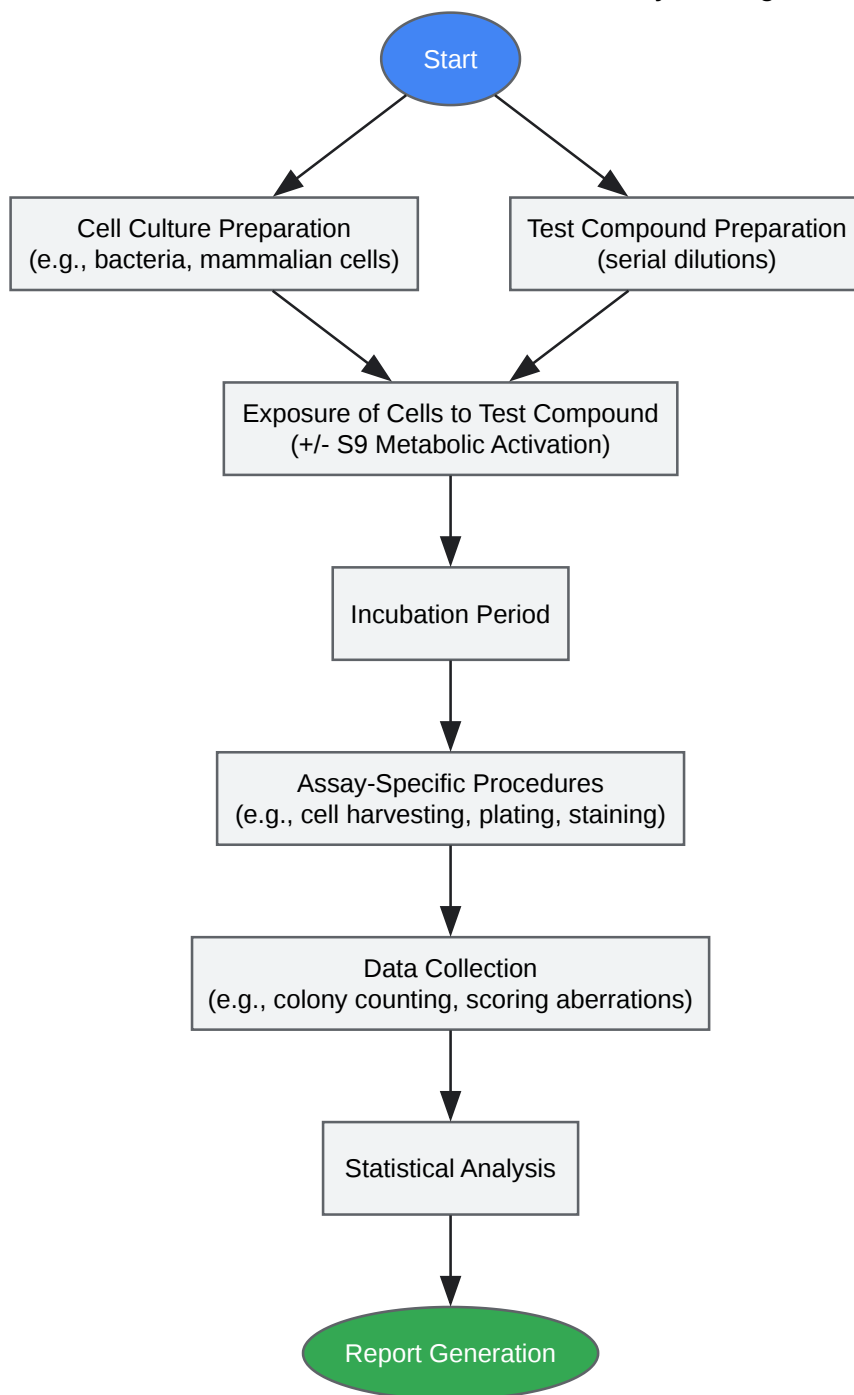 Start
Cell Culture Preparation
(e.g., bacteria, mammalian cells)
Test Compound Preparation
(serial dilutions)
Exposure of Cells to Test Compound
(+/- S9 Metabolic Activation)
Incubation Period
Assay-Specific Procedures
(e.g., cell harvesting, plating, staining)
Data Collection
(e.g., colony counting, scoring aberrations)
Statistical Analysis
Report Generation